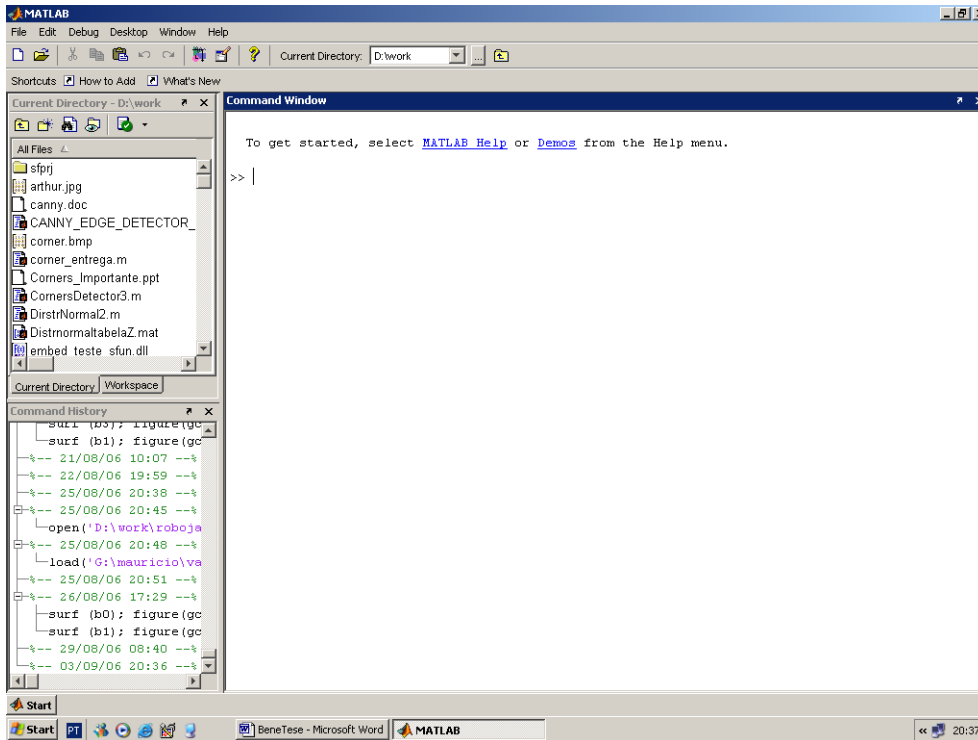 MATLAB
File Edit Debug Desktop Window Help
Current Directory: D:\work
Shortcuts How to Add What's New
Current Directory - D:\work
All Files
sfprj
arthur.jpg
canny.doc
CANNY_EDGE_DETECTOR_
corner.bmp
corner_entrega.m
Corners_Importante.ppt
CornersDetector3.m
DirstrNormal2.m
DistrnormaltabelaZ.mat
embed_teste_sfun.dll
Current Directory Workspace
Command History
surf (b3); figure(gc
surf (b1); figure(gc
%-- 21/08/06 10:07 --%
%-- 22/08/06 19:59 --%
%-- 25/08/06 20:38 --%
%-- 25/08/06 20:45 --%
open('D:\work\roboja
%-- 25/08/06 20:48 --%
load('G:\mauricio\va
%-- 25/08/06 20:51 --%
%-- 26/08/06 17:29 --%
surf (b0); figure(gc
surf (b1); figure(gc
%-- 29/08/06 08:40 --%
%-- 03/09/06 20:36 --%
Command Window
To get started, select MATLAB Help or Demos from the Help menu.
>>
Start
Start PT BeneTese - Microsoft Word MATLAB 20:37